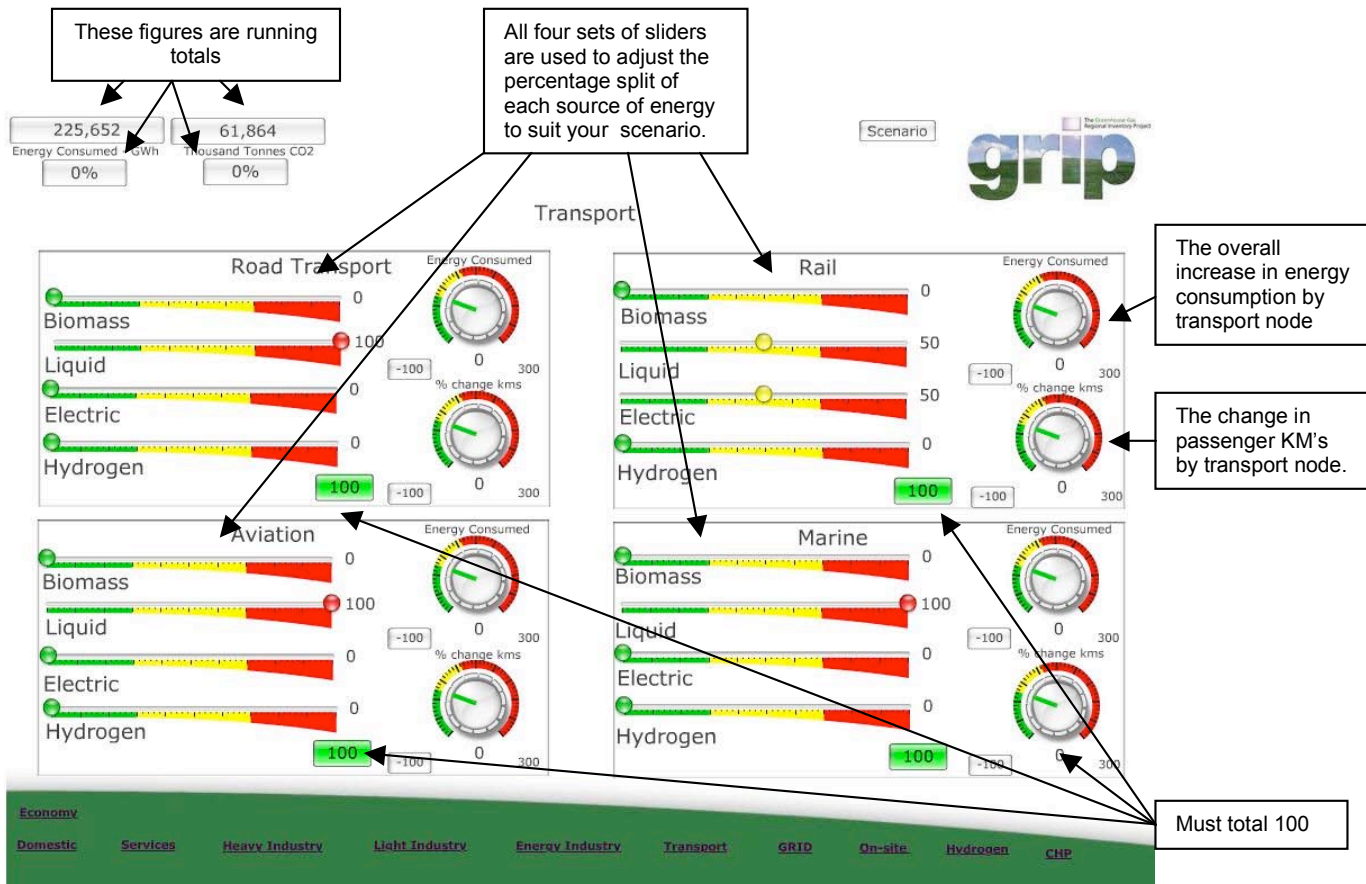 These figures are running
totals
All four sets of sliders
are used to adjust the
percentage split of
each source of energy
to suit your scenario.
225,652
61,864
Energy Consumed - GWh
Thousand Tonnes CO2
0%
0%
Scenario
The Greenhouse Gas
Regional Inventory Project
grip
Transport
Road Transport
Energy Consumed
0
Biomass
100
Liquid
-100
0
300
0
% change kms
Electric
0
Hydrogen
100
-100
0
300
Rail
Energy Consumed
0
Biomass
50
Liquid
-100
0
300
50
% change kms
Electric
0
Hydrogen
100
-100
0
300
The overall
increase in energy
consumption by
transport node
The change in
passenger KM's
by transport node.
Aviation
Energy Consumed
0
Biomass
100
Liquid
-100
0
300
0
% change kms
Electric
0
Hydrogen
100
-100
0
300
Marine
Energy Consumed
0
Biomass
100
Liquid
-100
0
300
0
% change kms
Electric
0
Hydrogen
100
-100
0
300
Must total 100
Economy
Domestic Services Heavy Industry Light Industry Energy Industry Transport GRID On-site Hydrogen CHP